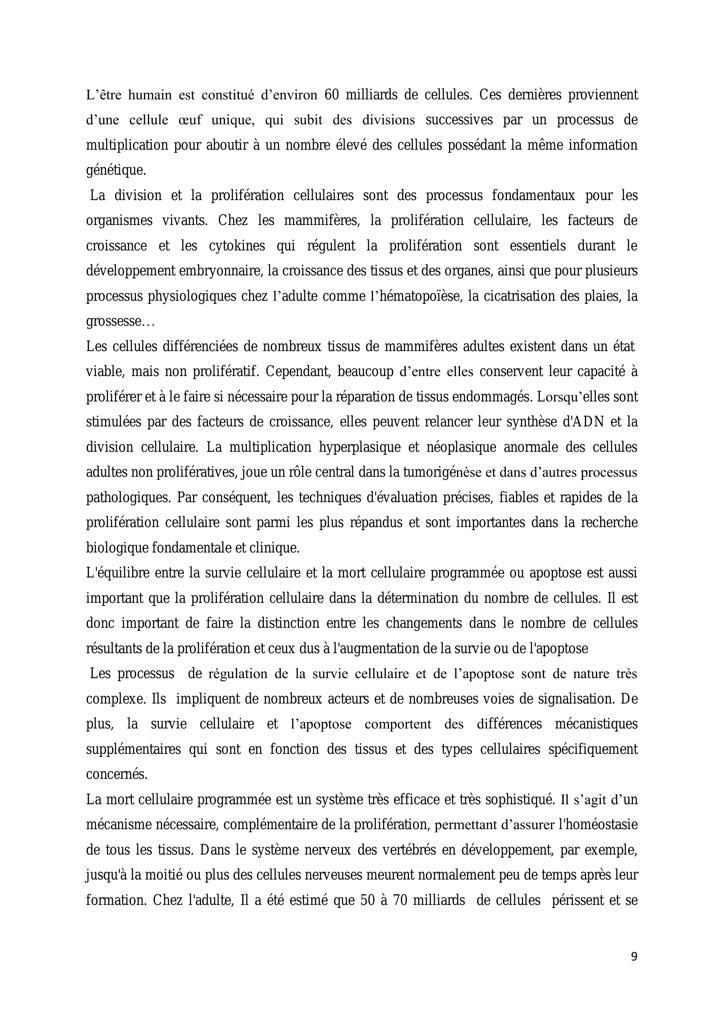 L’être humain est constitué d’environ 60 milliards de cellules. Ces dernières proviennent
d’une cellule œuf unique, qui subit des divisions successives par un processus de
multiplication pour aboutir à un nombre élevé des cellules possédant la même information
génétique.
La division et la prolifération cellulaires sont des processus fondamentaux pour les
organismes vivants. Chez les mammifères, la prolifération cellulaire, les facteurs de
croissance et les cytokines qui régulent la prolifération sont essentiels durant le
développement embryonnaire, la croissance des tissus et des organes, ainsi que pour plusieurs
processus physiologiques chez l’adulte comme l’hématopoïèse, la cicatrisation des plaies, la
grossesse…
Les cellules différenciées de nombreux tissus de mammifères adultes existent dans un état
viable, mais non prolifératif. Cependant, beaucoup d’entre elles conservent leur capacité à
proliférer et à le faire si nécessaire pour la réparation de tissus endommagés. Lorsqu’elles sont
stimulées par des facteurs de croissance, elles peuvent relancer leur synthèse d'ADN et la
division cellulaire. La multiplication hyperplasique et néoplasique anormale des cellules
adultes non prolifératives, joue un rôle central dans la tumorigénèse et dans d’autres processus
pathologiques. Par conséquent, les techniques d'évaluation précises, fiables et rapides de la
prolifération cellulaire sont parmi les plus répandus et sont importantes dans la recherche
biologique fondamentale et clinique.
L'équilibre entre la survie cellulaire et la mort cellulaire programmée ou apoptose est aussi
important que la prolifération cellulaire dans la détermination du nombre de cellules. Il est
donc important de faire la distinction entre les changements dans le nombre de cellules
résultants de la prolifération et ceux dus à l'augmentation de la survie ou de l'apoptose
Les processus de régulation de la survie cellulaire et de l’apoptose sont de nature très
complexe. Ils impliquent de nombreux acteurs et de nombreuses voies de signalisation. De
plus, la survie cellulaire et l’apoptose comportent des différences mécanistiques
supplémentaires qui sont en fonction des tissus et des types cellulaires spécifiquement
concernés.
La mort cellulaire programmée est un système très efficace et très sophistiqué. Il s’agit d’un
mécanisme nécessaire, complémentaire de la prolifération, permettant d’assurer l'homéostasie
de tous les tissus. Dans le système nerveux des vertébrés en développement, par exemple,
jusqu'à la moitié ou plus des cellules nerveuses meurent normalement peu de temps après leur
formation. Chez l'adulte, Il a été estimé que 50 à 70 milliards de cellules périssent et se
9